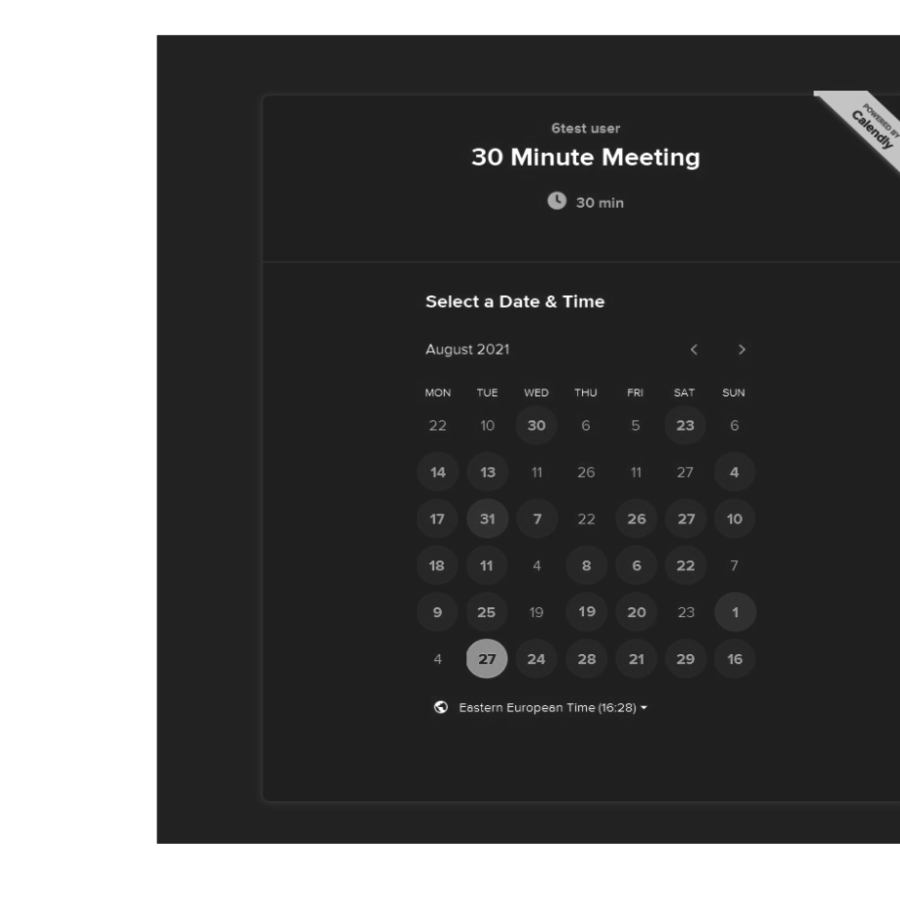 POWERED BY
Calendly
6test user
30 Minute Meeting
30 min
Select a Date & Time
August 2021
MON TUE WED THU FRI SAT SUN
22 10 30 6 5 23 6
14 13 11 26 11 27 4
17 31 7 22 26 27 10
18 11 4 8 6 22 7
9 25 19 19 20 23 1
4 27 24 28 21 29 16
Eastern European Time (16:28)